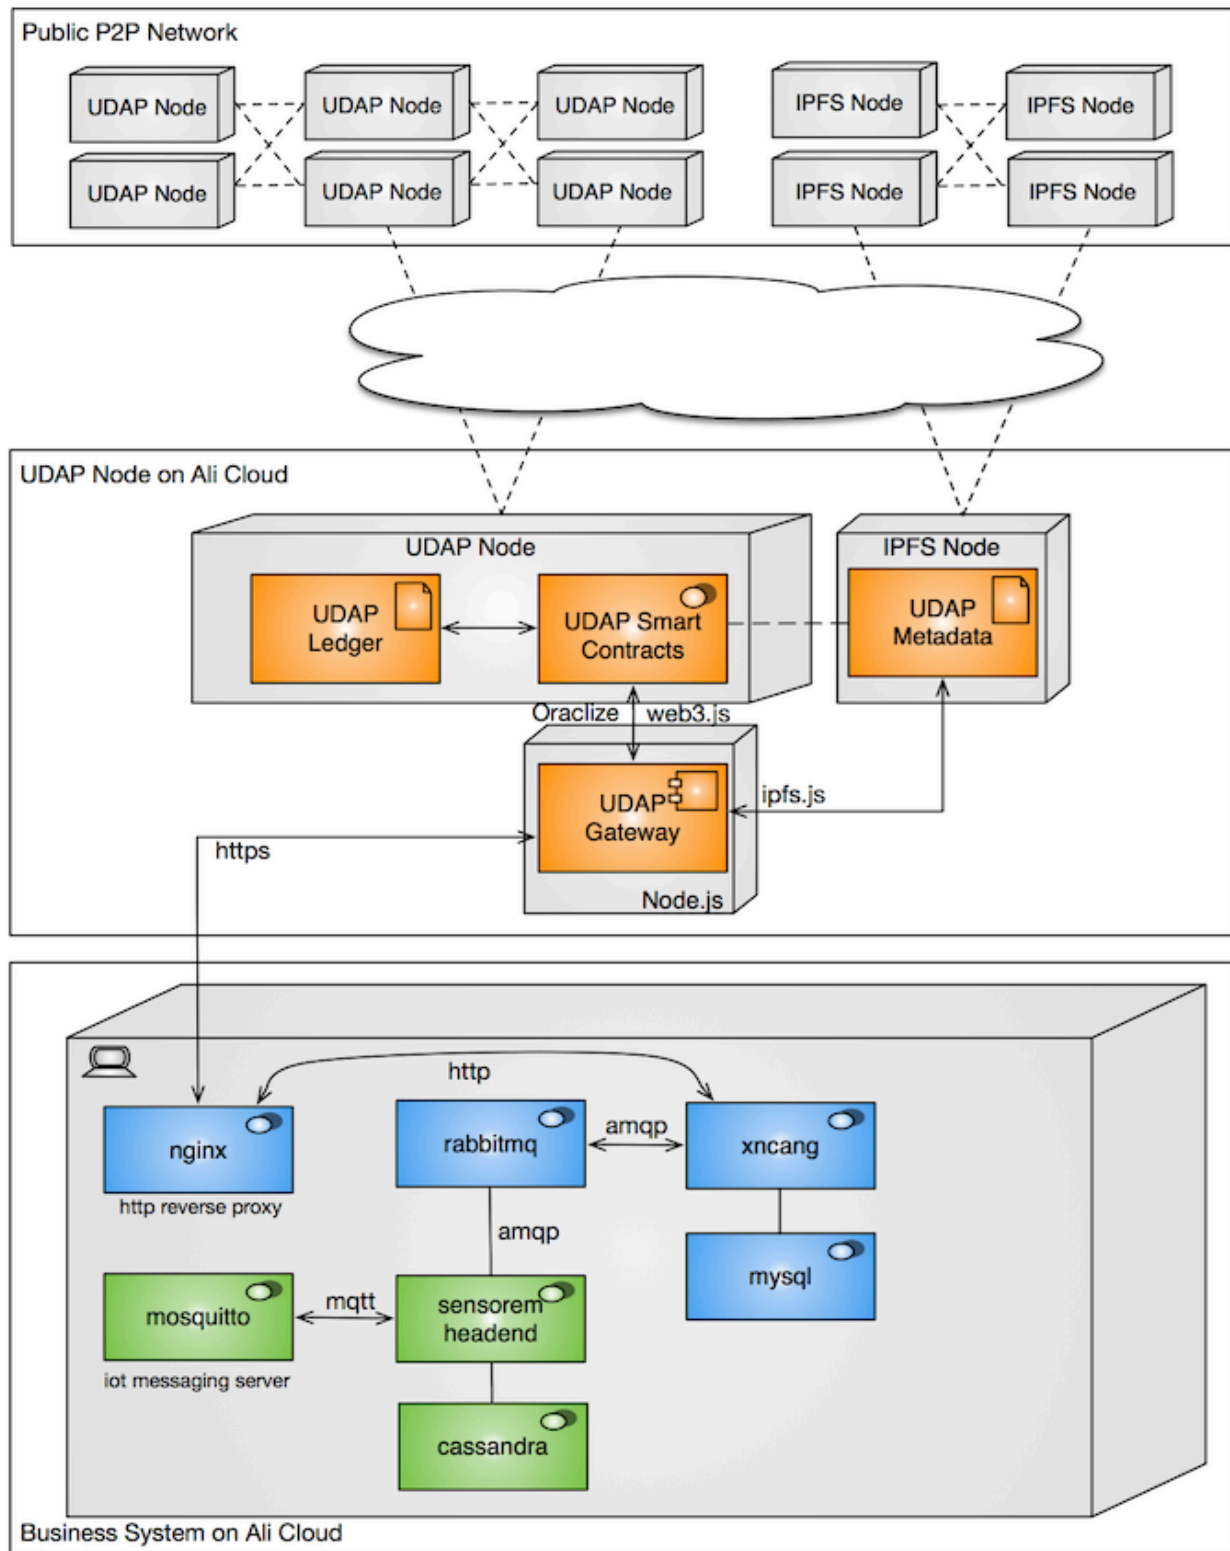 Public P2P Network
UDAP Node
UDAP Node
UDAP Node
IPFS Node
IPFS Node
UDAP Node
UDAP Node
UDAP Node
IPFS Node
IPFS Node
UDAP Node on Ali Cloud
UDAP Node
IPFS Node
UDAP
Ledger
UDAP Smart
Contracts
UDAP
Metadata
Oraclize
web3.js
UDAP
Gateway
ipfs.js
https
Node.js
http
nginx
rabbitmq
amqp
xncang
http reverse proxy
amqp
mysql
mosquitto
mqtt
sensorem
headend
iot messaging server
cassandra
Business System on Ali Cloud